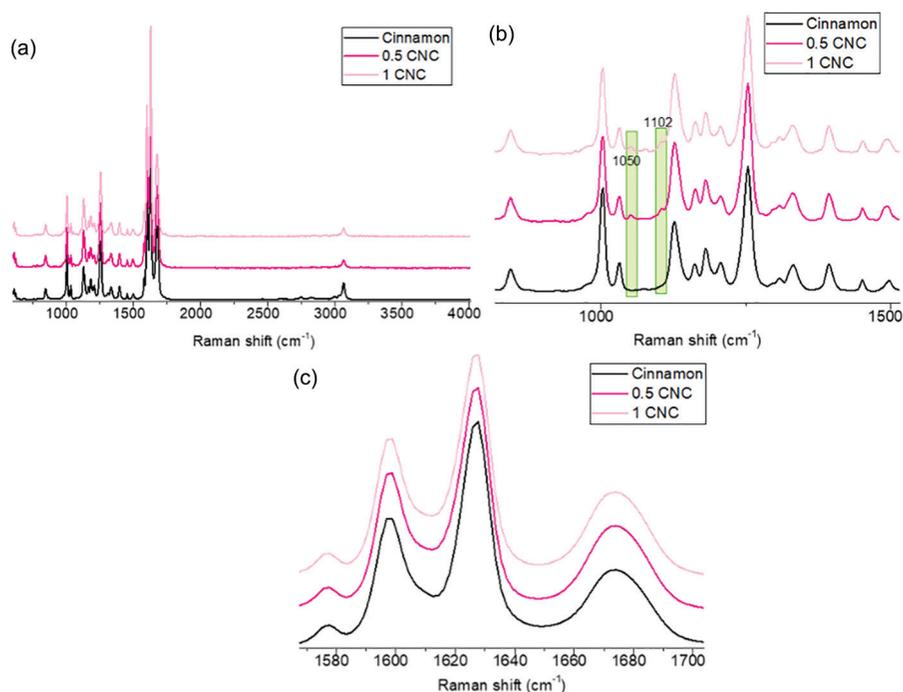 (a)
Cinnamon
0.5 CNC
1 CNC
1000 1500 2000 2500 3000 3500 4000
Raman shift (cm⁻¹)
(b)
Cinnamon
0.5 CNC
1 CNC
1102
1050
1000 1500
Raman shift (cm⁻¹)
(c)
Cinnamon
0.5 CNC
1 CNC
1580 1600 1620 1640 1660 1680 1700
Raman shift (cm⁻¹)